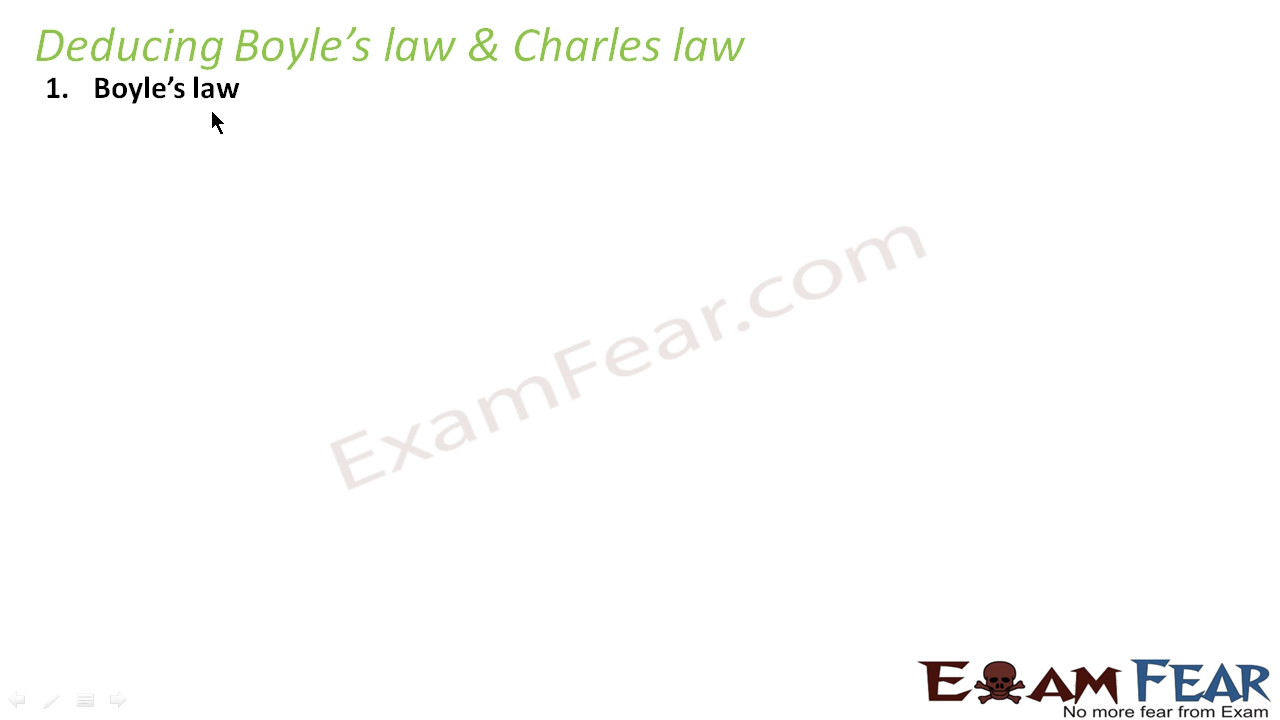 Deducing Boyle's law & Charles law
1. Boyle's law
ExamFear.com
EXAM FEAR
No more fear from Exam